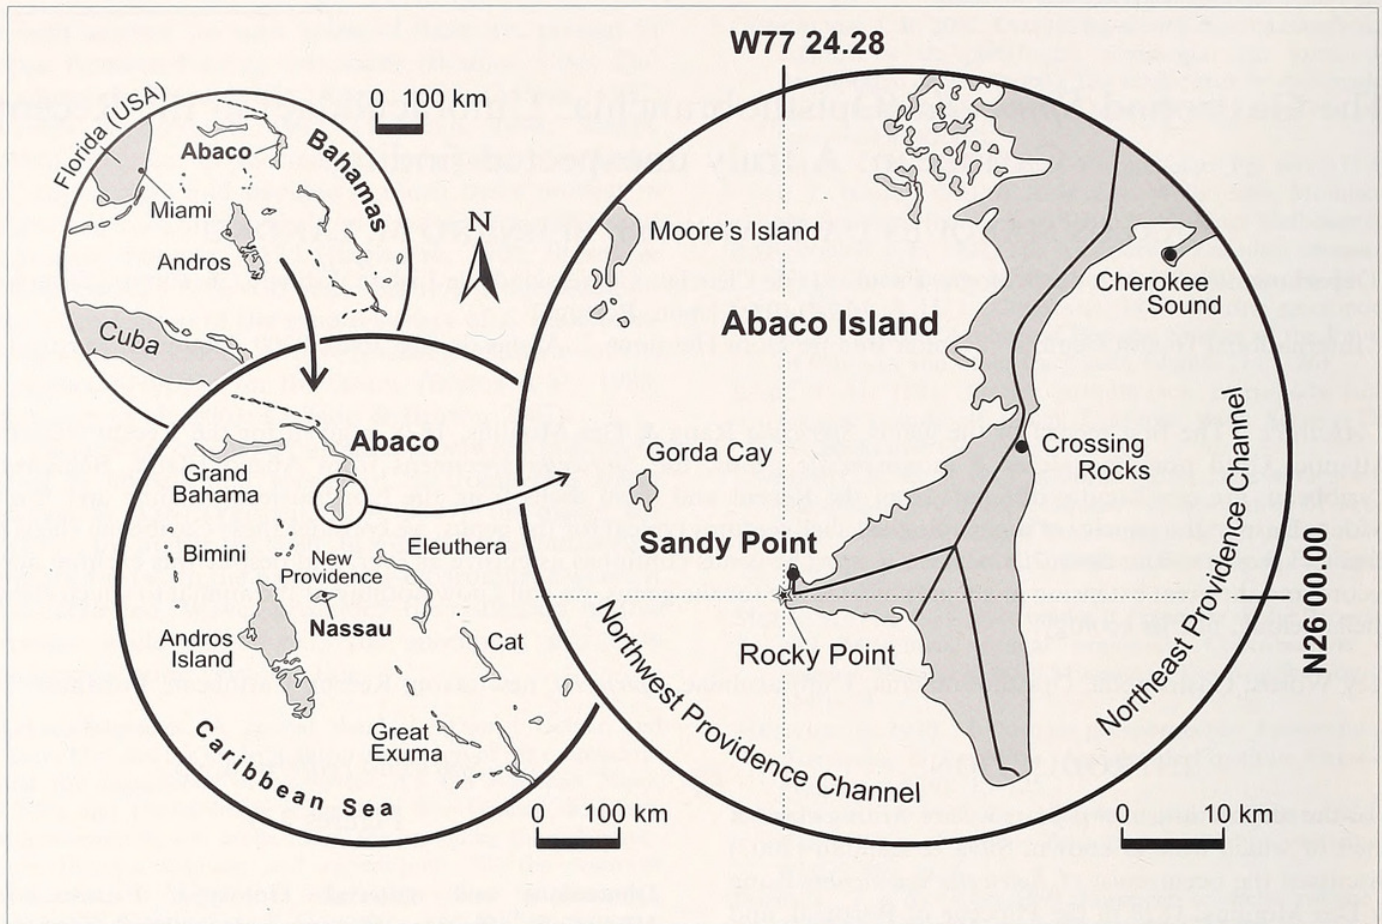 W77 24.28
0 100 km
Florida (USA)
Abaco
Bahamas
Miami
Andros
Cuba
N
Moore's Island
Abaco Island
Cherokee
Sound
Crossing
Rocks
Gorda Cay
Sandy Point
Rocky Point
Northwest Providence Channel
Northeast Providence Channel
N26 00.00
Abaco
Grand
Bahama
Bimini
New
Providence
Nassau
Eleuthera
Andros
Island
Cat
Great
Exuma
Caribbean Sea
0 100 km
0 10 km